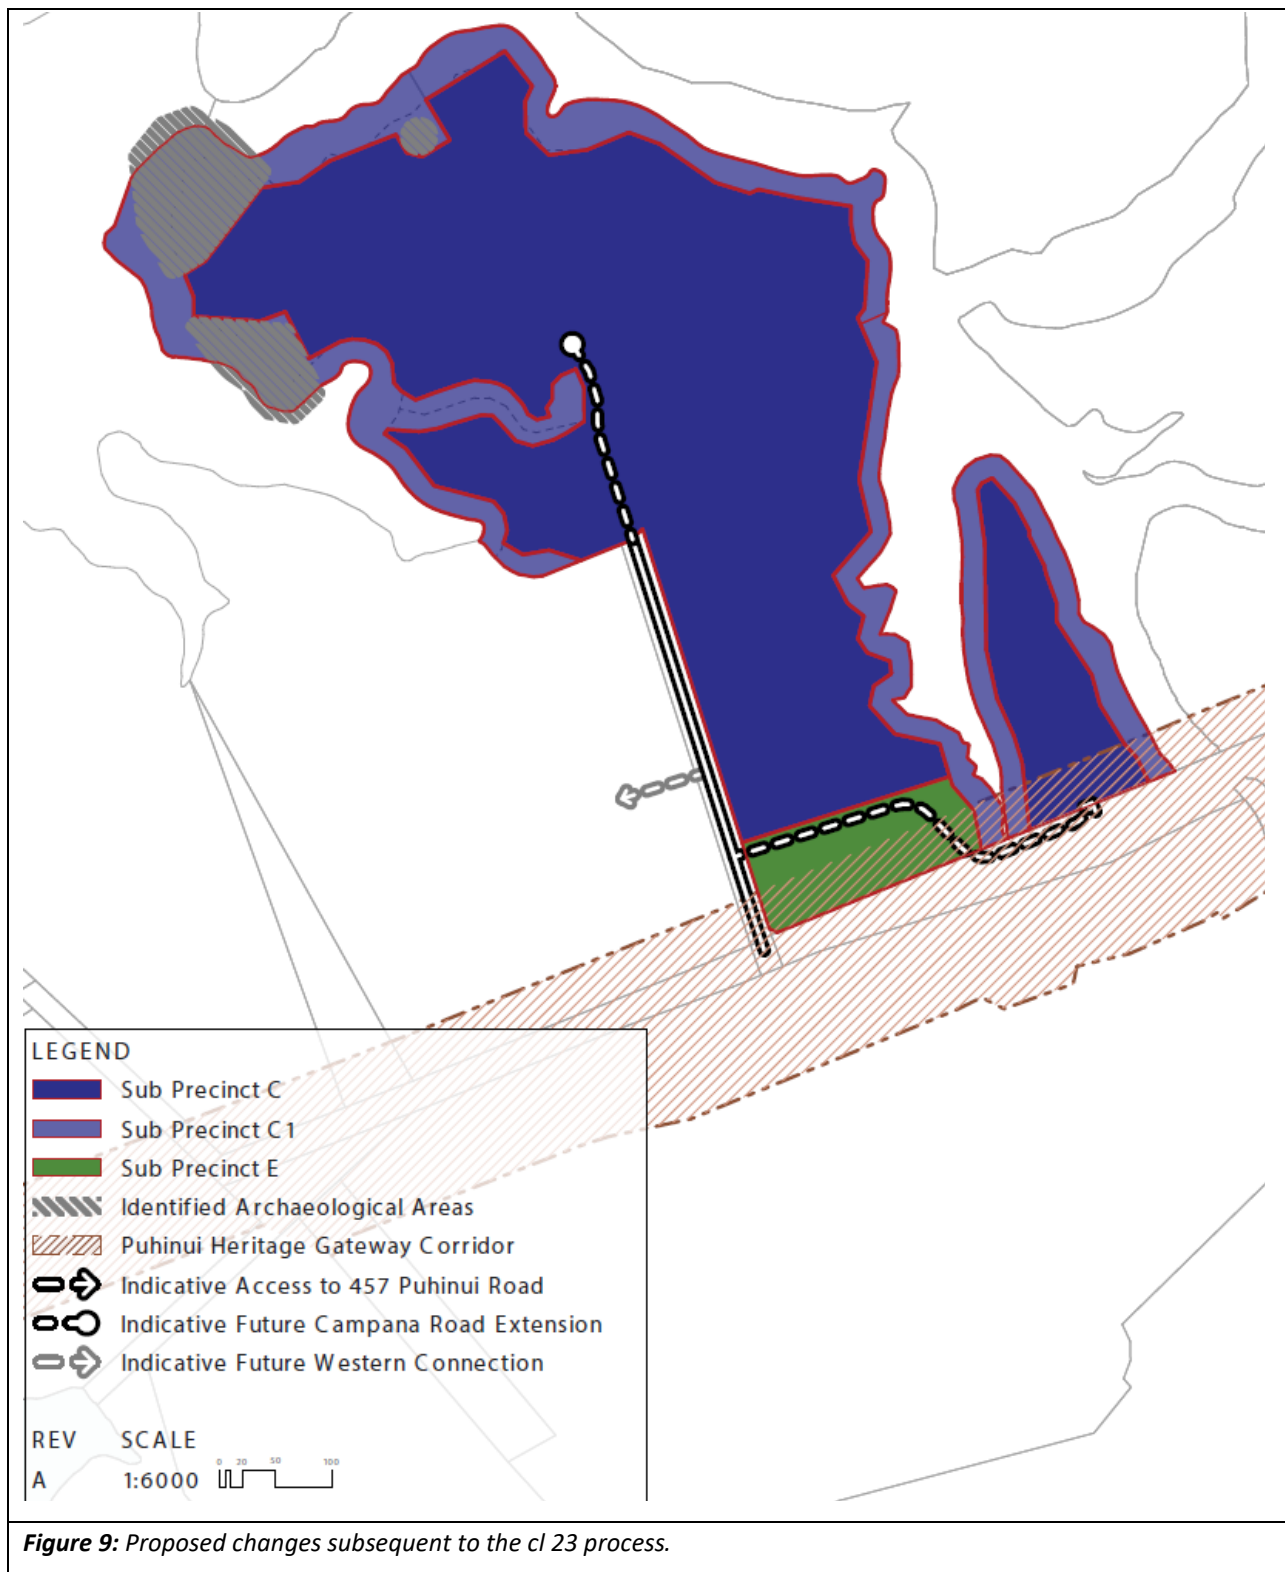 LEGEND
Sub Precinct C
Sub Precinct C1
Sub Precinct E
Identified Archaeological Areas
Puhinui Heritage Gateway Corridor
Indicative Access to 457 Puhinui Road
Indicative Future Campana Road Extension
Indicative Future Western Connection
REV SCALE
0 20 50 100
A 1:6000
Figure 9: Proposed changes subsequent to the cl 23 process.